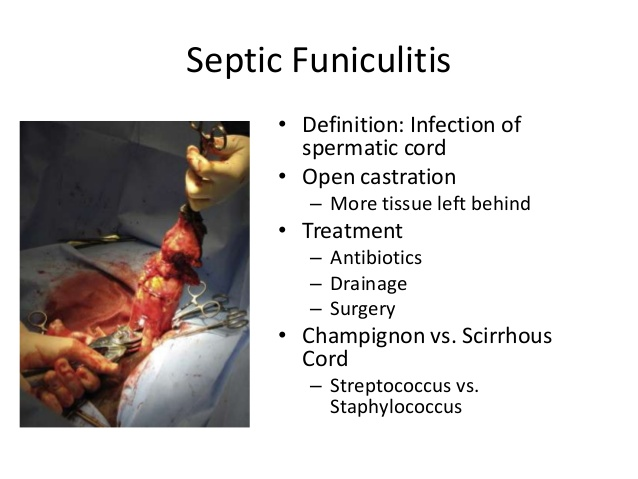 Septic Funiculitis
• Definition: Infection of
spermatic cord
• Open castration
– More tissue left behind
• Treatment
– Antibiotics
– Drainage
– Surgery
• Champignon vs. Scirrhous
Cord
– Streptococcus vs.
Staphylococcus